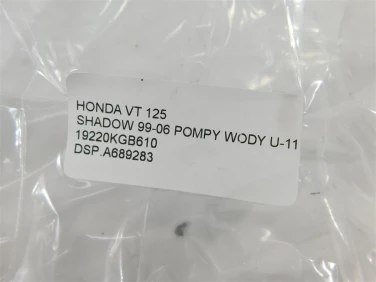 HONDA VT 125
SHADOW 99-06 POMPY WODY U-11
19220KGB610
DSP.A689283